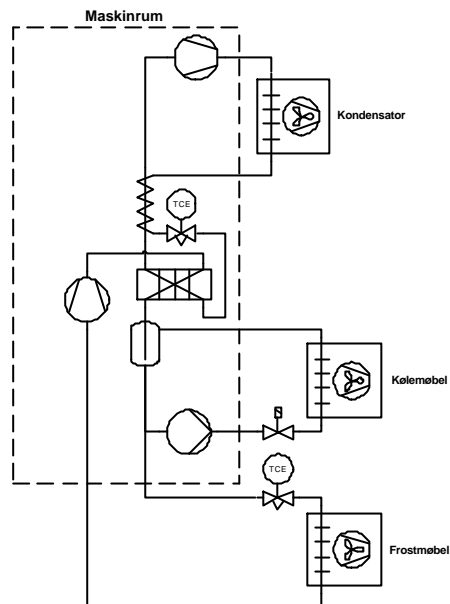 Maskinrum
Kondensator
TCE
Kølemøbel
TCE
Frostmøbel